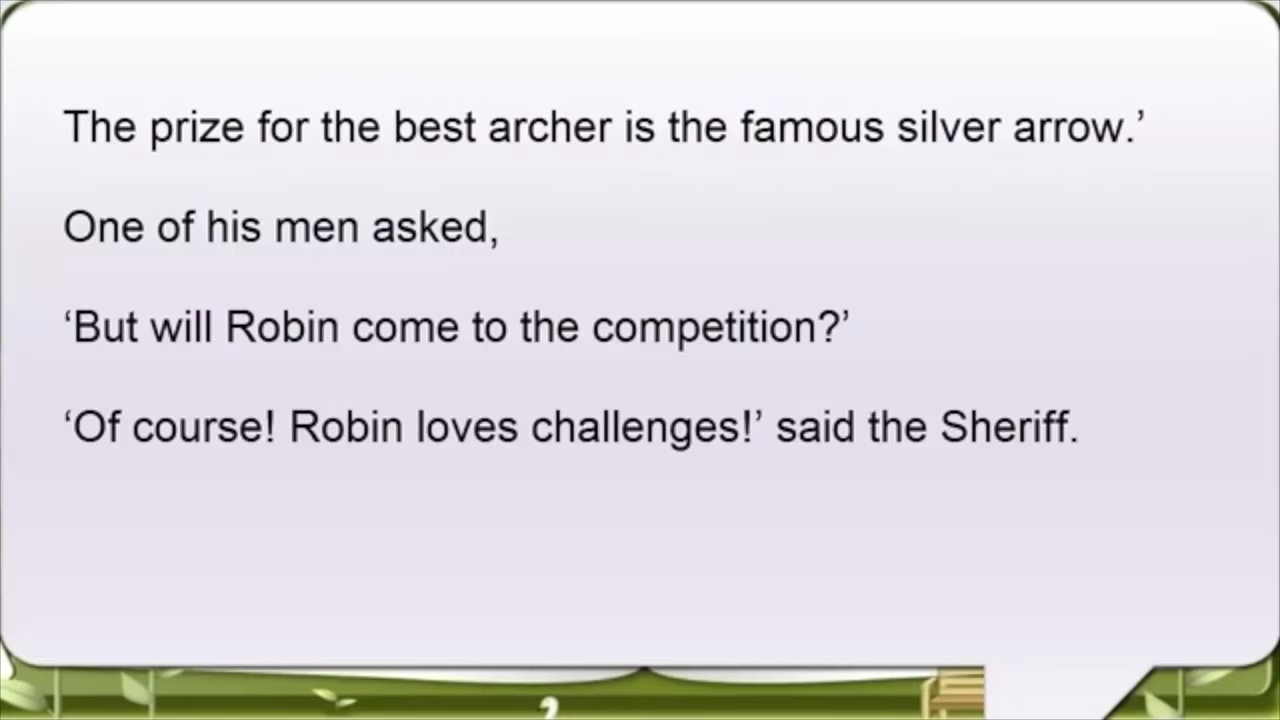 The prize for the best archer is the famous silver arrow.’
One of his men asked,
‘But will Robin come to the competition?’
‘Of course! Robin loves challenges!’ said the Sheriff.